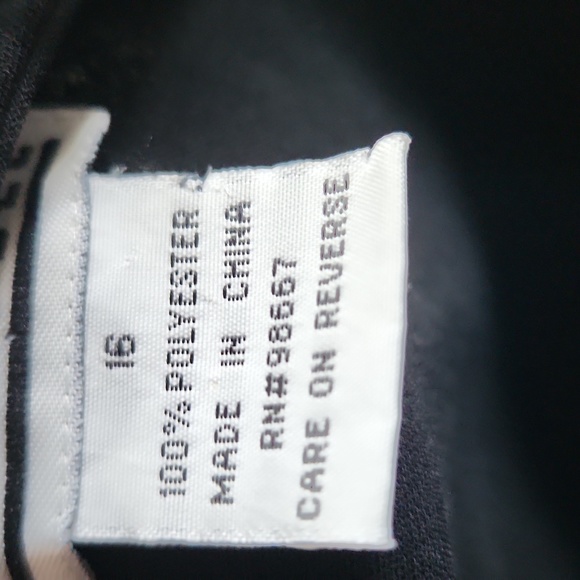 16
100% POLYESTER
MADE IN CHINA
RN#98667
CARE ON REVERSE